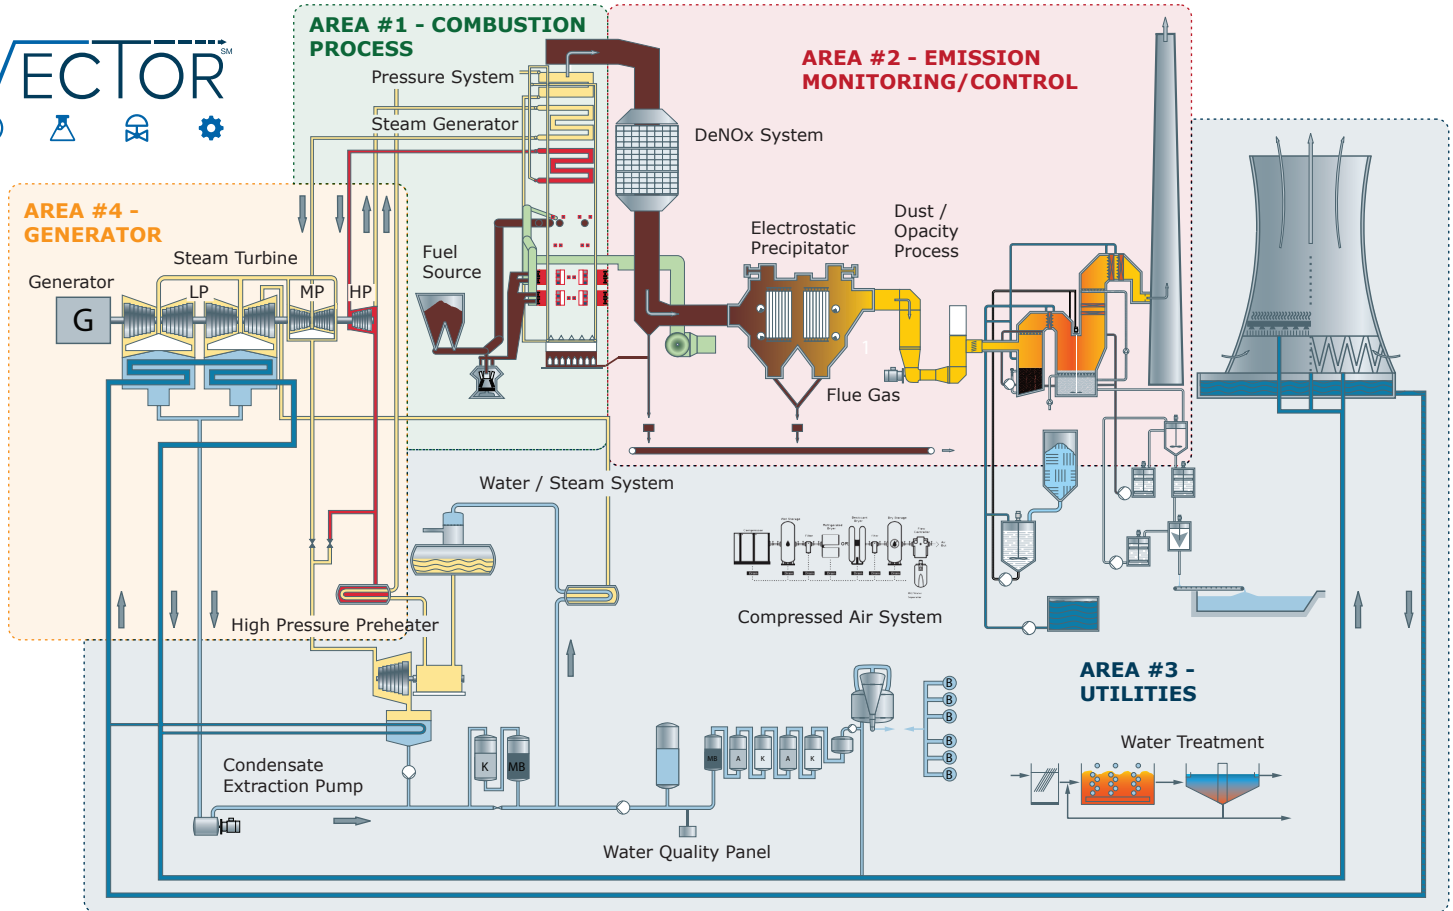 VECTOR SM
AREA #1 - COMBUSTION
PROCESS
Pressure System
Steam Generator
AREA #2 - EMISSION
MONITORING/CONTROL
DeNOx System
Electrostatic
Precipitator
Dust /
Opacity
Process
Flue Gas
1
Fuel
Source
AREA #4 -
GENERATOR
Steam Turbine
Generator
G
LP
MP
HP
Water / Steam System
High Pressure Preheater
Compressed Air System
AREA #3 -
UTILITIES
Water Treatment
Condensate
Extraction Pump
K
MB
MB
A
K
A
K
B
B
B
B
B
B
Water Quality Panel
OR